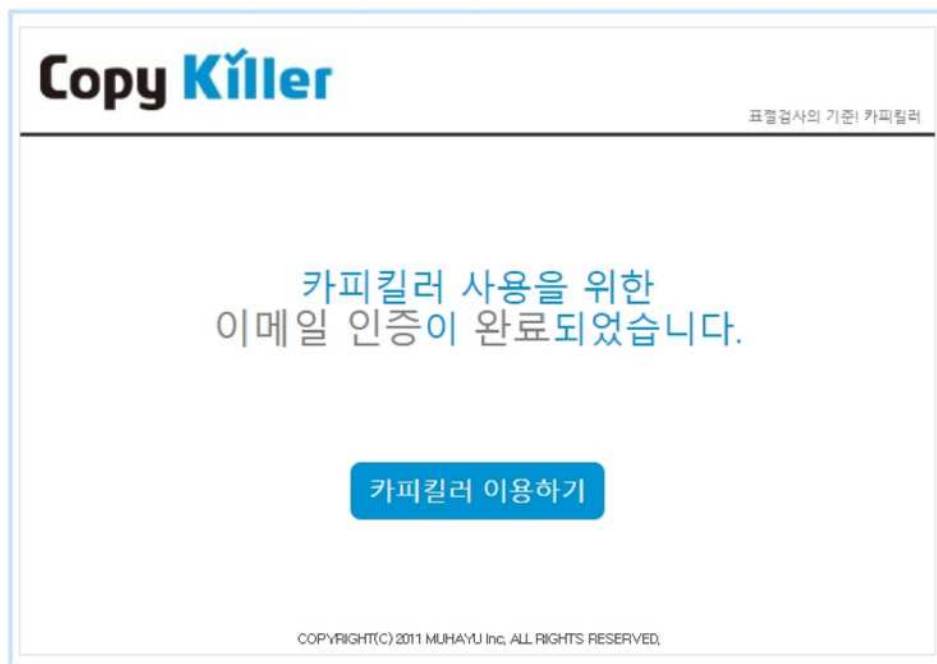 Copy Killer
표절검사의 기준! 카피킬러
카피킬러 사용을 위한
이메일 인증이 완료되었습니다.
카피킬러 이용하기
COPYRIGHT(C) 2011 MUHAYU Inc, ALL RIGHTS RESERVED,